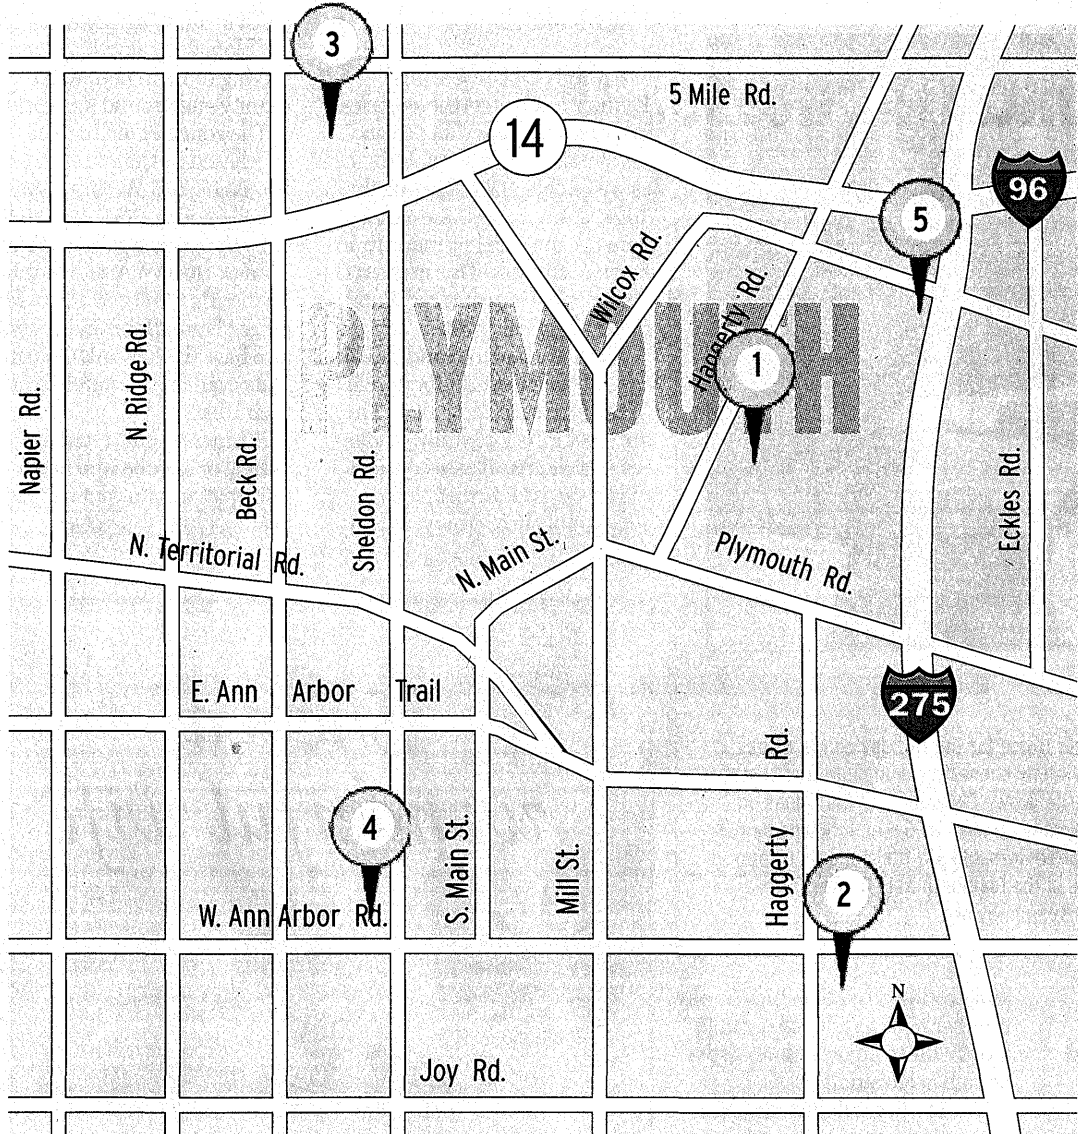 3
5 Mile Rd.
14
96
5
Wilcox Rd.
Haggerty Rd.
PLYMOUTH
1
N. Ridge Rd.
Napier Rd.
Beck Rd.
Sheldon Rd.
Eckles Rd.
N. Territorial Rd.
N. Main St.
Plymouth Rd.
E. Ann Arbor Trail
275
Haggerty Rd.
4
S. Main St.
Mill St.
2
W. Ann Arbor Rd.
N
Joy Rd.